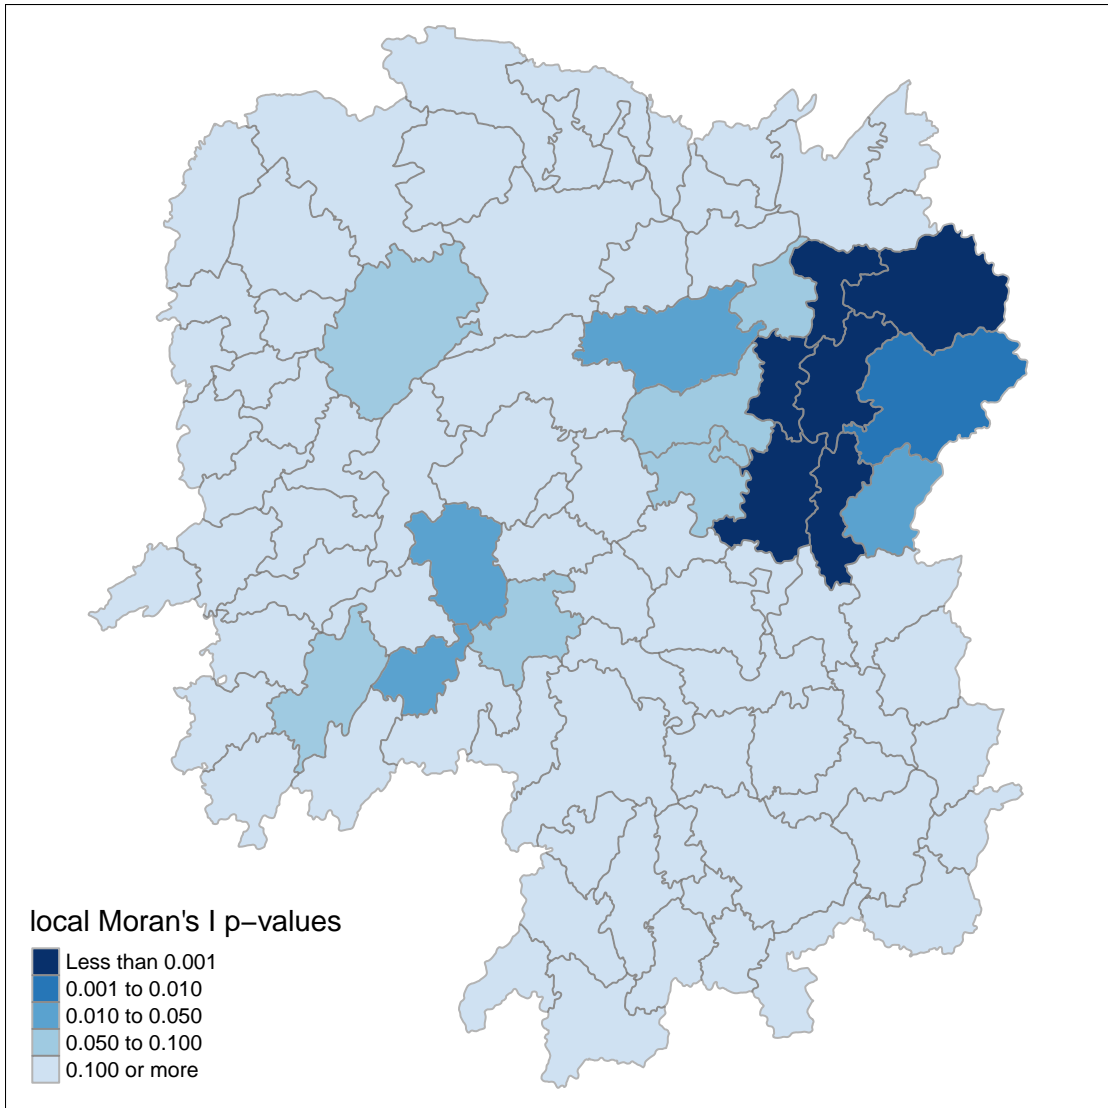 local Moran's I p−values
Less than 0.001
0.001 to 0.010
0.010 to 0.050
0.050 to 0.100
0.100 or more